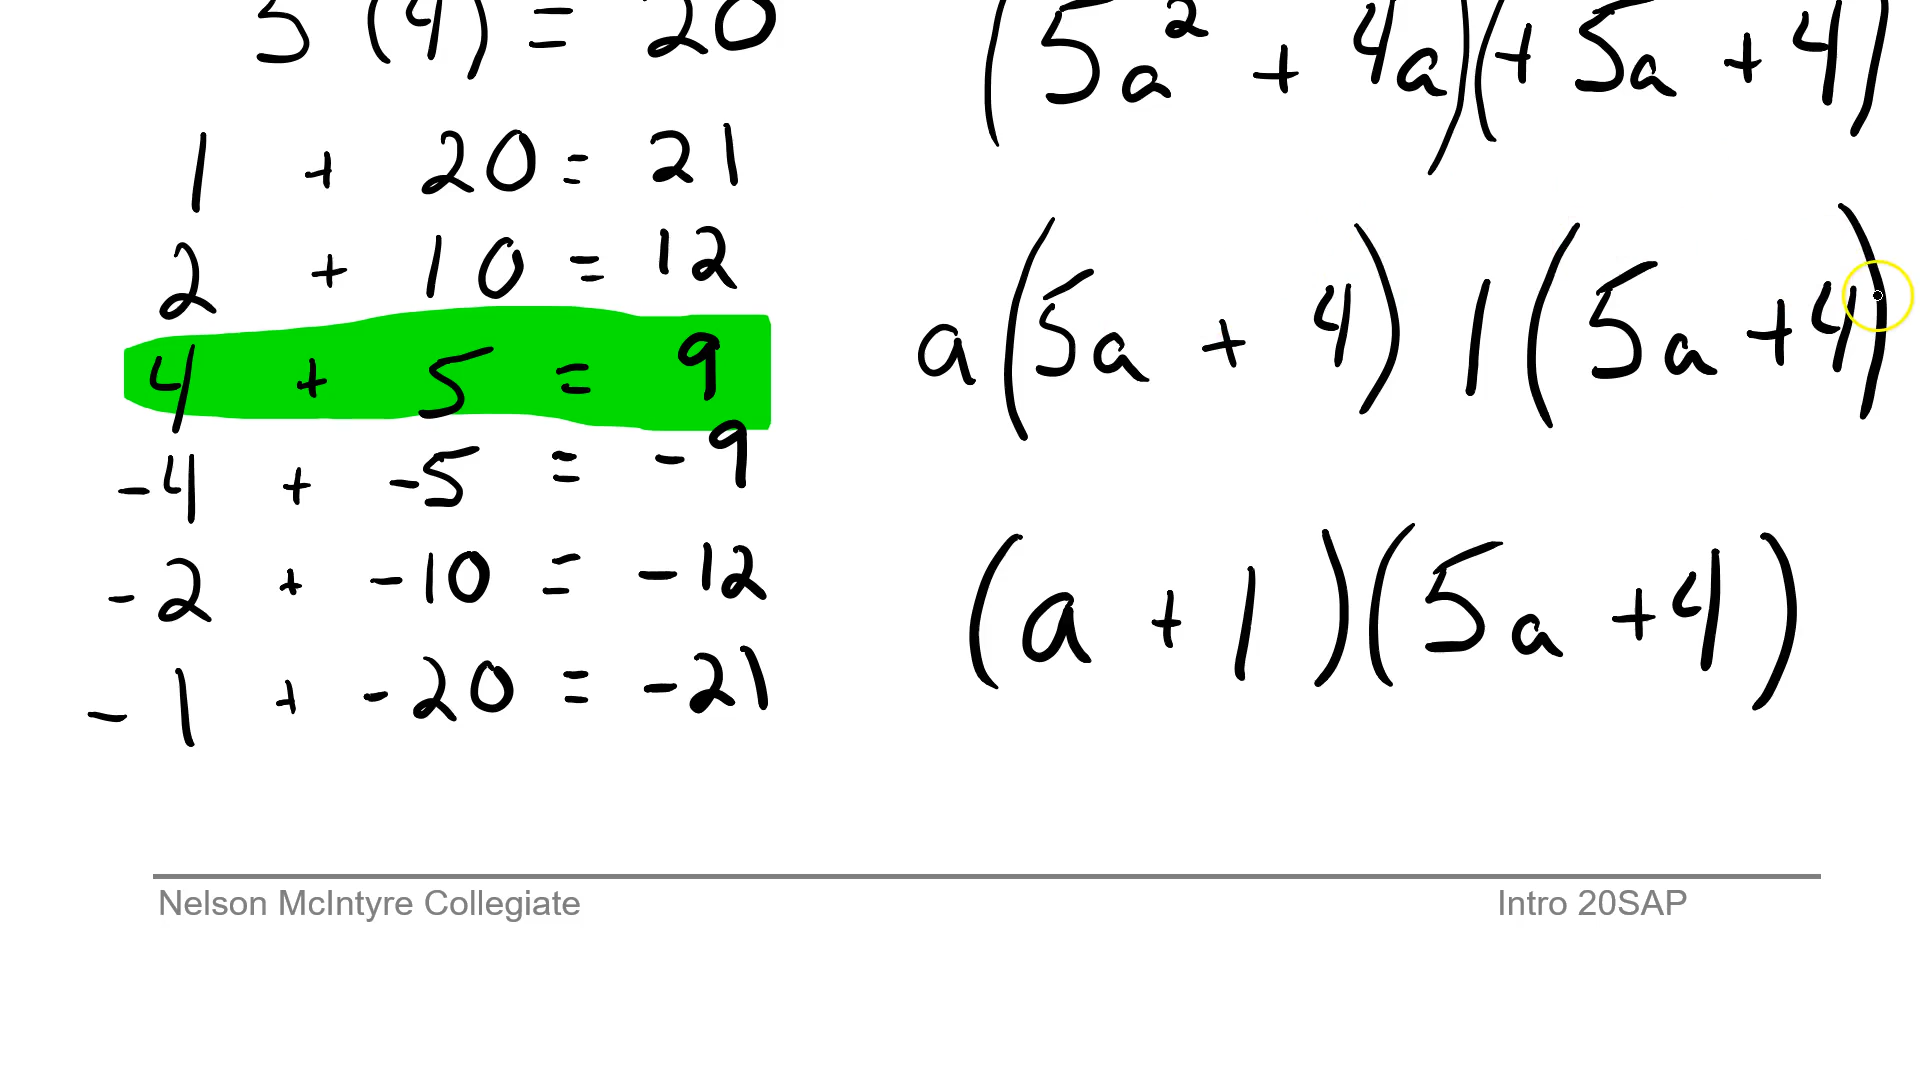 5 (4) = 20
1 + 20 = 21
2 + 10 = 12
4 + 5 = 9
-4 + -5 = -9
-2 + -10 = -12
-1 + -20 = -21
(5a² + 4a)(+ 5a + 4)
a(5a + 4) 1(5a + 4)
(a + 1)(5a + 4)
Nelson McIntyre Collegiate
Intro 20SAP